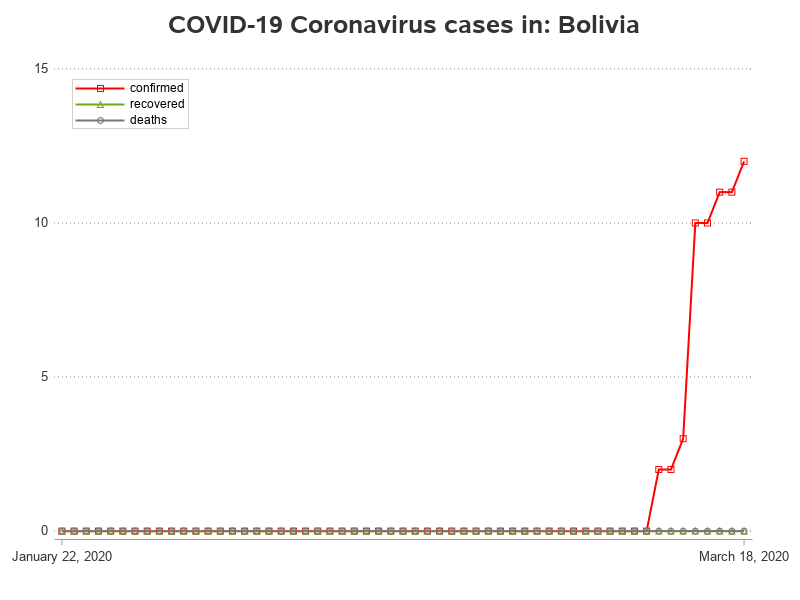 COVID-19 Coronavirus cases in: Bolivia
15
confirmed
recovered
deaths
10
5
0
January 22, 2020
March 18, 2020